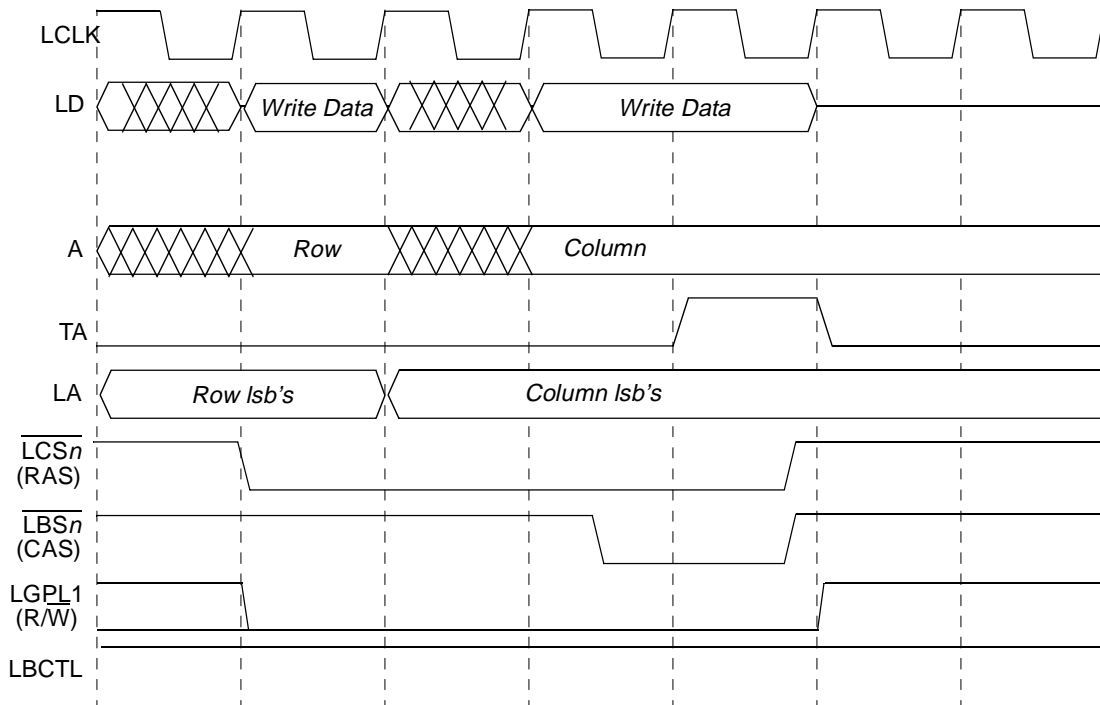 LCLK
LD
Write Data
Write Data
A
Row
Column
TA
LA
Row lsb's
Column lsb's
LCSn
(RAS)
LBSn
(CAS)
LGPL1
(R/W)
LBCTL